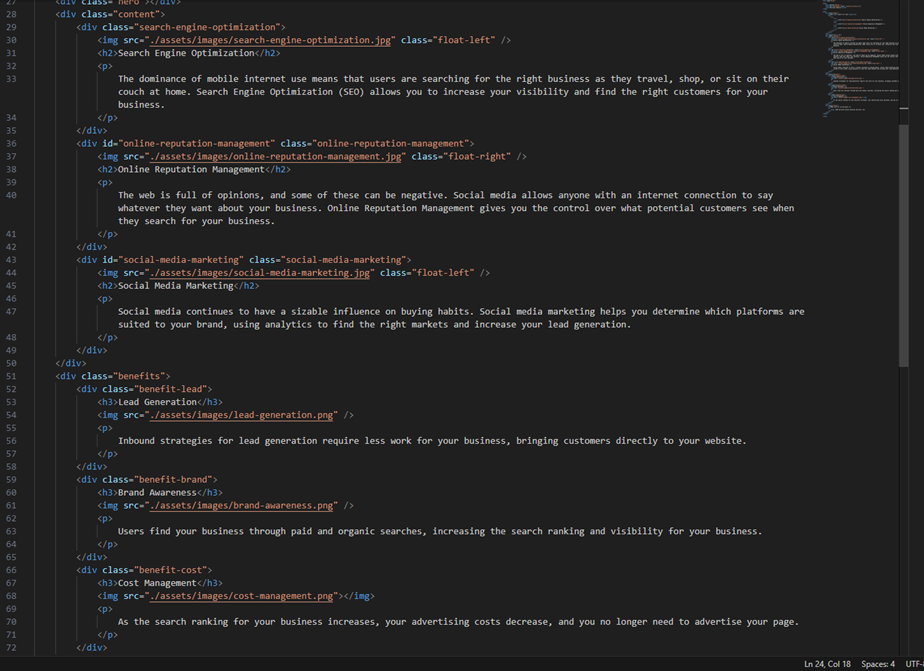 27 <div class="hero"></div>
28 <div class="content">
29 <div class="search-engine-optimization">
30 <img src="./assets/images/search-engine-optimization.jpg" class="float-left" />
31 <h2>Search Engine Optimization</h2>
32 <p>
33 The dominance of mobile internet use means that users are searching for the right business as they travel, shop, or sit on their
couch at home. Search Engine Optimization (SEO) allows you to increase your visibility and find the right customers for your
business.
34 </p>
35 </div>
36 <div id="online-reputation-management" class="online-reputation-management">
37 <img src="./assets/images/online-reputation-management.jpg" class="float-right" />
38 <h2>Online Reputation Management</h2>
39 <p>
40 The web is full of opinions, and some of these can be negative. Social media allows anyone with an internet connection to say
whatever they want about your business. Online Reputation Management gives you the control over what potential customers see when
they search for your business.
41 </p>
42 </div>
43 <div id="social-media-marketing" class="social-media-marketing">
44 <img src="./assets/images/social-media-marketing.jpg" class="float-left" />
45 <h2>Social Media Marketing</h2>
46 <p>
47 Social media continues to have a sizable influence on buying habits. Social media marketing helps you determine which platforms are
suited to your brand, using analytics to find the right markets and increase your lead generation.
48 </p>
49 </div>
50 </div>
51 <div class="benefits">
52 <div class="benefit-lead">
53 <h3>Lead Generation</h3>
54 <img src="./assets/images/lead-generation.png" />
55 <p>
56 Inbound strategies for lead generation require less work for your business, bringing customers directly to your website.
57 </p>
58 </div>
59 <div class="benefit-brand">
60 <h3>Brand Awareness</h3>
61 <img src="./assets/images/brand-awareness.png" />
62 <p>
63 Users find your business through paid and organic searches, increasing the search ranking and visibility for your business.
64 </p>
65 </div>
66 <div class="benefit-cost">
67 <h3>Cost Management</h3>
68 <img src="./assets/images/cost-management.png"></img>
69 <p>
70 As the search ranking for your business increases, your advertising costs decrease, and you no longer need to advertise your page.
71 </p>
72 </div>
Ln 24, Col 18 Spaces: 4 UTF-